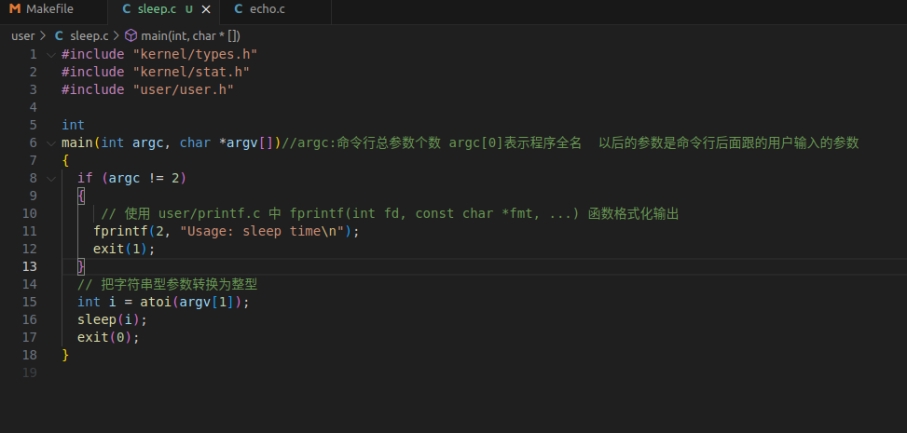 Makefile sleep.c U × echo.c
user > sleep.c > main(int, char * [])
1 #include "kernel/types.h"
2 #include "kernel/stat.h"
3 #include "user/user.h"
4
5 int
6 main(int argc, char *argv[])//argc:命令行总参数个数 argc[0]表示程序全名 以后的参数是命令行后面跟的用户输入的参数
7 {
8 if (argc != 2)
9 {
10 // 使用 user/printf.c 中 fprintf(int fd, const char *fmt, ...) 函数格式化输出
11 fprintf(2, "Usage: sleep time\n");
12 exit(1);
13 }
14 // 把字符串型参数转换为整型
15 int i = atoi(argv[1]);
16 sleep(i);
17 exit(0);
18 }
19